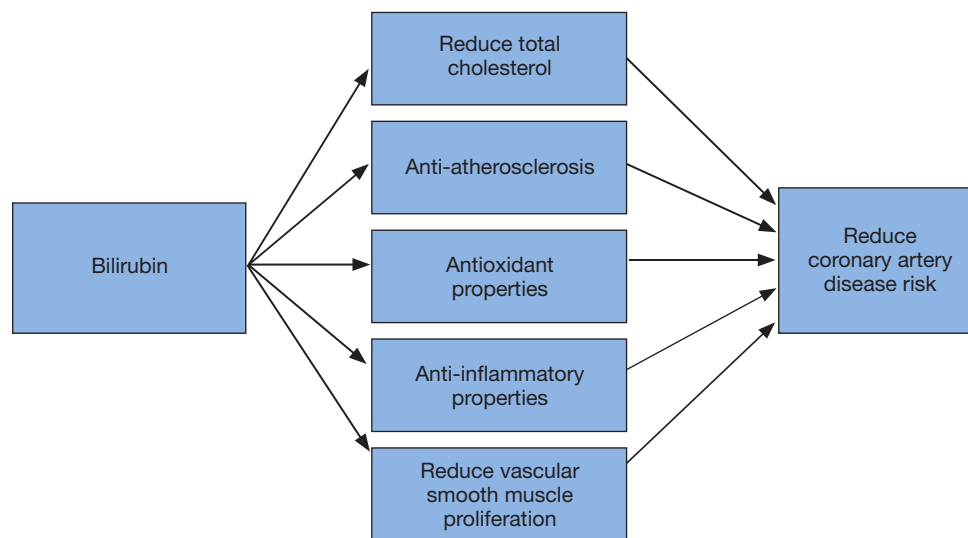 Bilirubin
Reduce total
cholesterol
Anti-atherosclerosis
Antioxidant
properties
Anti-inflammatory
properties
Reduce vascular
smooth muscle
proliferation
Reduce
coronary artery
disease risk